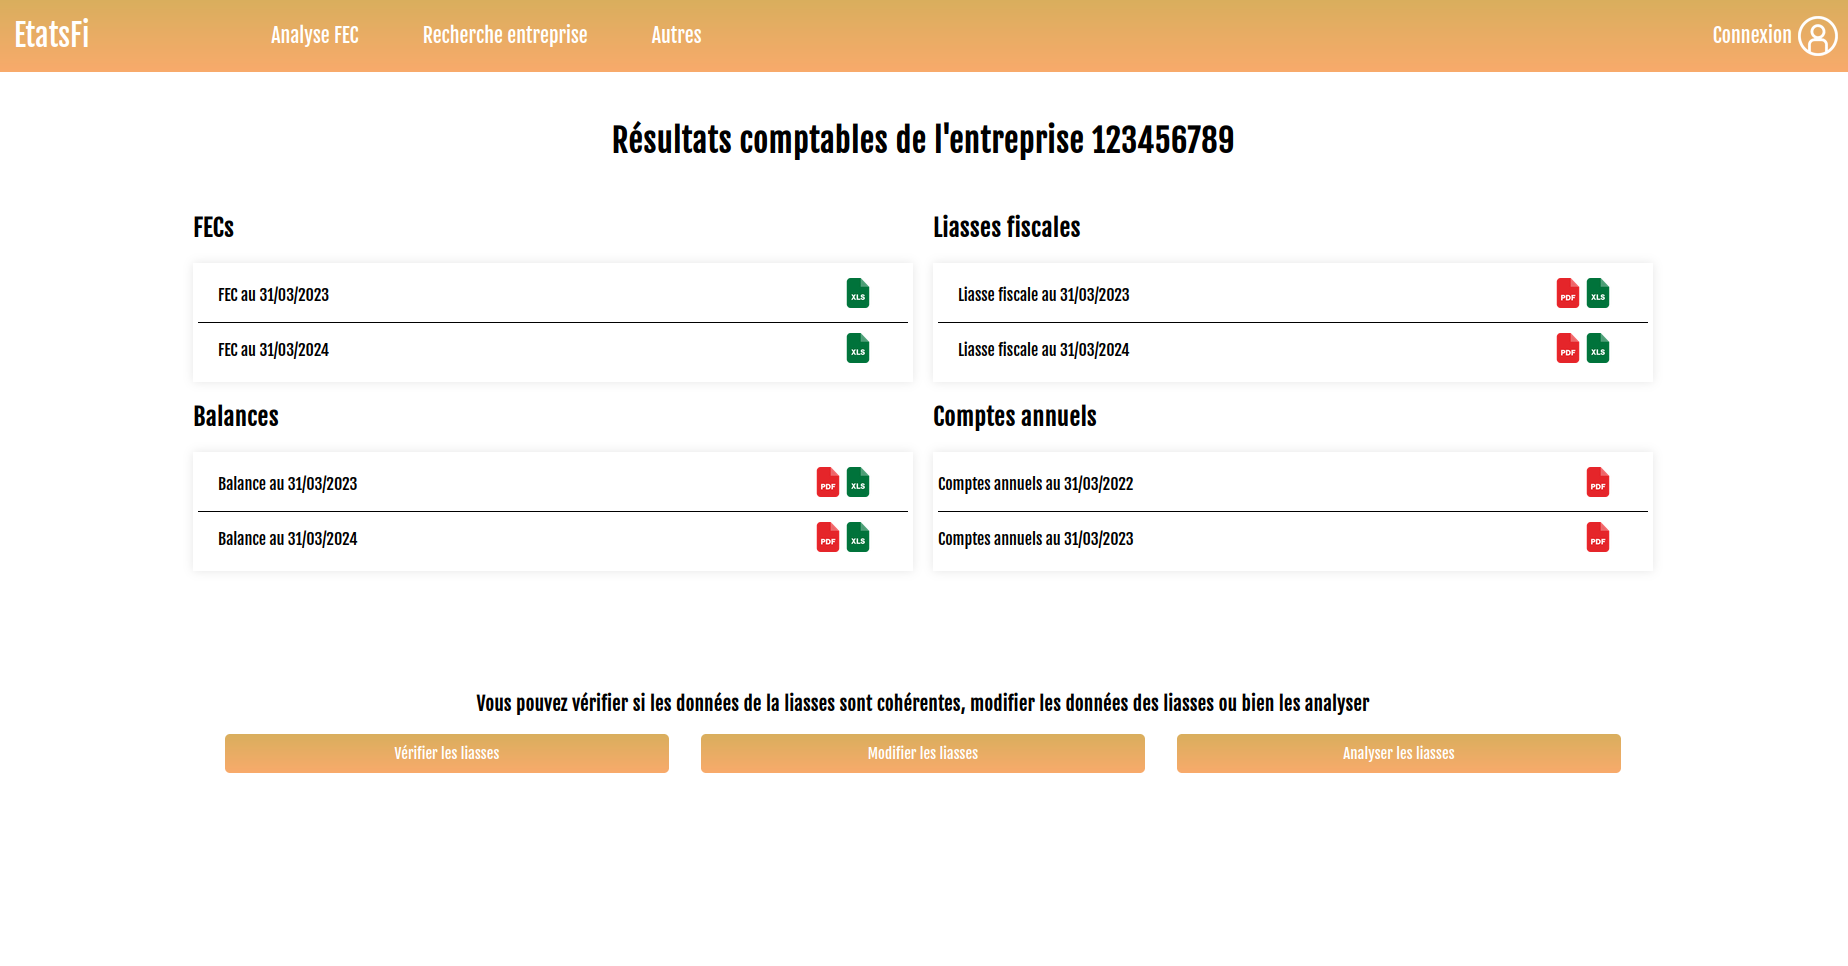 EtatsFi
Analyse FEC
Recherche entreprise
Autres
Connexion
Résultats comptables de l'entreprise 123456789
FECs
FEC au 31/03/2023
XLS
FEC au 31/03/2024
XLS
Liasses fiscales
Liasse fiscale au 31/03/2023
PDF XLS
Liasse fiscale au 31/03/2024
PDF XLS
Balances
Balance au 31/03/2023
PDF XLS
Balance au 31/03/2024
PDF XLS
Comptes annuels
Comptes annuels au 31/03/2022
PDF
Comptes annuels au 31/03/2023
PDF
Vous pouvez vérifier si les données de la liasses sont cohérentes, modifier les données des liasses ou bien les analyser
Vérifier les liasses
Modifier les liasses
Analyser les liasses